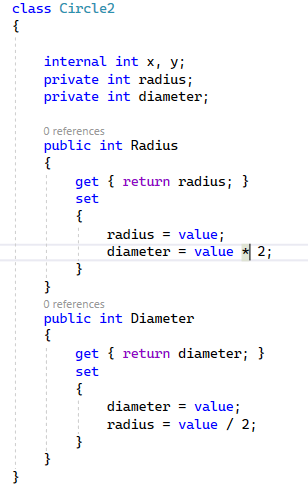 class Circle2
{
internal int x, y;
private int radius;
private int diameter;
0 references
public int Radius
{
get { return radius; }
set
{
radius = value;
diameter = value * 2;
}
}
0 references
public int Diameter
{
get { return diameter; }
set
{
diameter = value;
radius = value / 2;
}
}
}